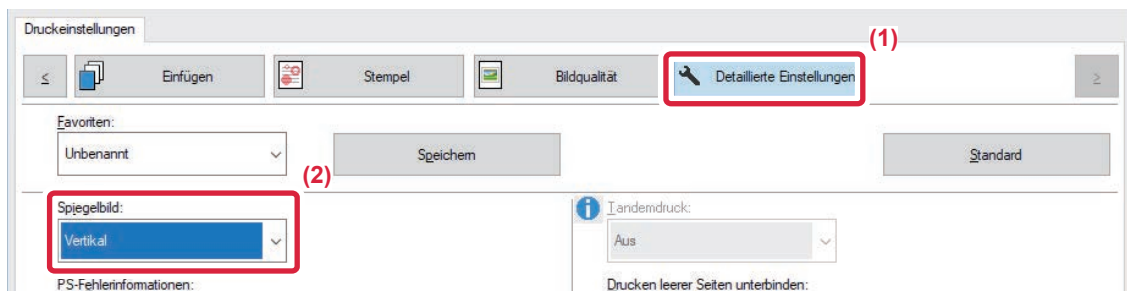 Druckeinstellungen
(1)
< Einfügen Stempel Bildqualität Detaillierte Einstellungen >
Favoriten:
Unbenannt Speichern Standard
(2)
Spiegelbild: Tandemdruck:
Vertikal Aus
PS-Fehlerinformationen: Drucken leerer Seiten unterbinden: